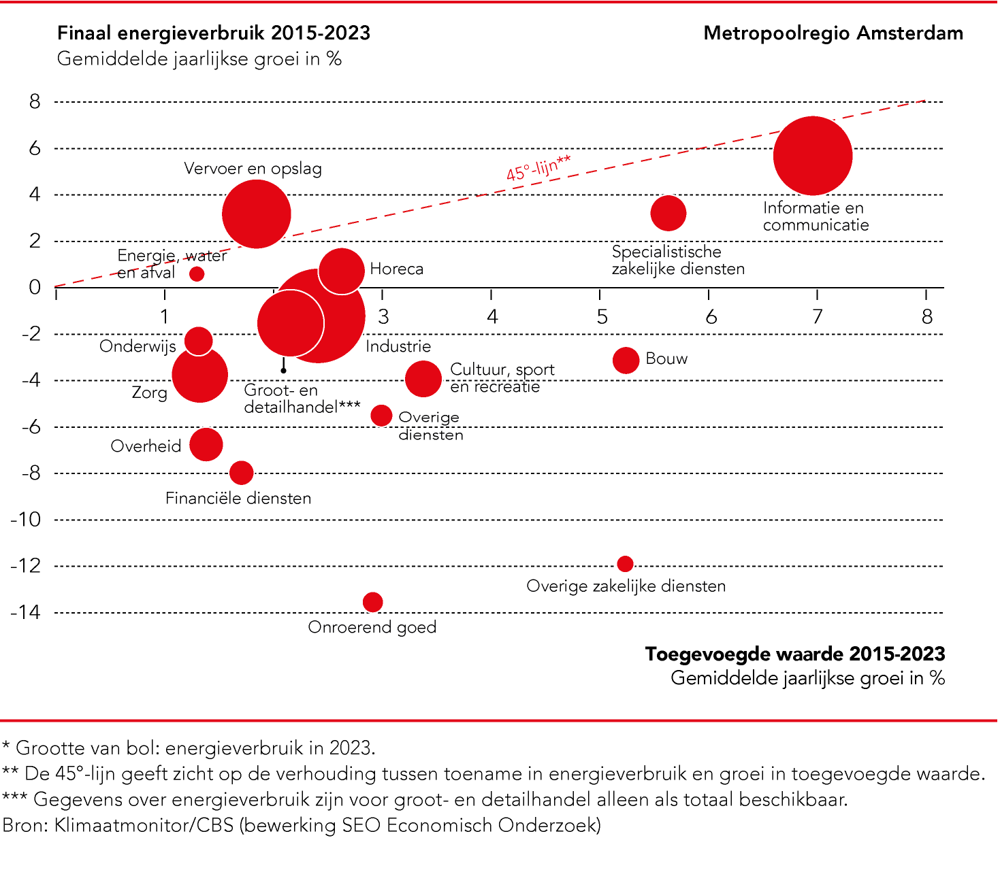 Finaal energieverbruik 2015-2023
Metropoolregio Amsterdam
Gemiddelde jaarlijkse groei in %
8
6
4
2
0
-2
-4
-6
-8
-10
-12
-14
45°-lijn**
Vervoer en opslag
Informatie en
communicatie
Specialistische
zakelijke diensten
Energie, water
en afval
Horeca
1
3
4
5
6
7
8
Onderwijs
Industrie
Bouw
Cultuur, sport
en recreatie
Zorg
Groot- en
detailhandel***
Overige
diensten
Overheid
Financiële diensten
Overige zakelijke diensten
Onroerend goed
Toegevoegde waarde 2015-2023
Gemiddelde jaarlijkse groei in %
* Grootte van bol: energieverbruik in 2023.
** De 45°-lijn geeft zicht op de verhouding tussen toename in energieverbruik en groei in toegevoegde waarde.
*** Gegevens over energieverbruik zijn voor groot- en detailhandel alleen als totaal beschikbaar.
Bron: Klimaatmonitor/CBS (bewerking SEO Economisch Onderzoek)